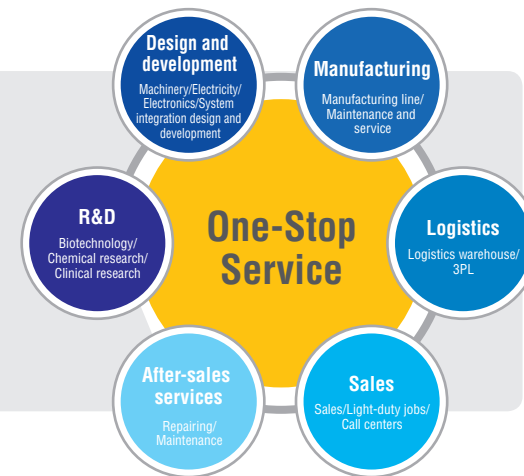 Design and
development
Machinery/Electricity/
Electronics/System
integration design and
development
Manufacturing
Manufacturing line/
Maintenance and
service
R&D
Biotechnology/
Chemical research/
Clinical research
One-Stop
Service
Logistics
Logistics warehouse/
3PL
After-sales
services
Repairing/
Maintenance
Sales
Sales/Light-duty jobs/
Call centers